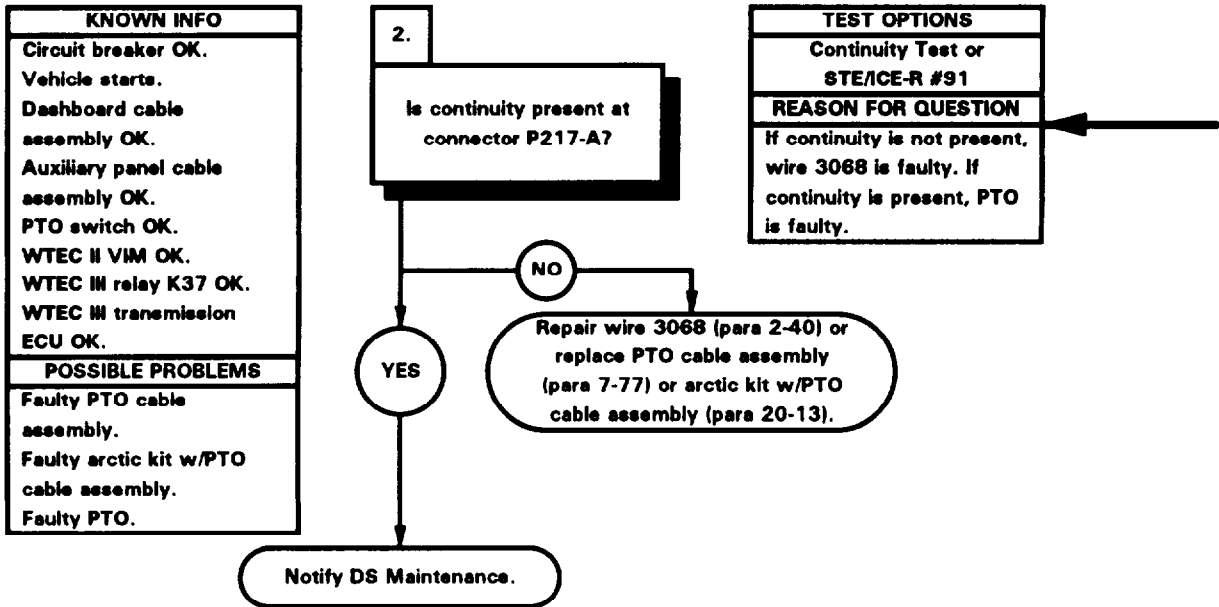 KNOWN INFO
Circuit breaker OK.
Vehicle starts.
Dashboard cable
assembly OK.
Auxiliary panel cable
assembly OK.
PTO switch OK.
WTEC II VIM OK.
WTEC III relay K37 OK.
WTEC III transmission
ECU OK.
POSSIBLE PROBLEMS
Faulty PTO cable
assembly.
Faulty arctic kit w/PTO
cable assembly.
Faulty PTO.
2.
Is continuity present at
connector P217-A?
NO
YES
Repair wire 3068 (para 2-40) or
replace PTO cable assembly
(para 7-77) or arctic kit w/PTO
cable assembly (para 20-13).
Notify DS Maintenance.
TEST OPTIONS
Continuity Test or
STE/ICE-R #91
REASON FOR QUESTION
If continuity is not present,
wire 3068 is faulty. If
continuity is present, PTO
is faulty.